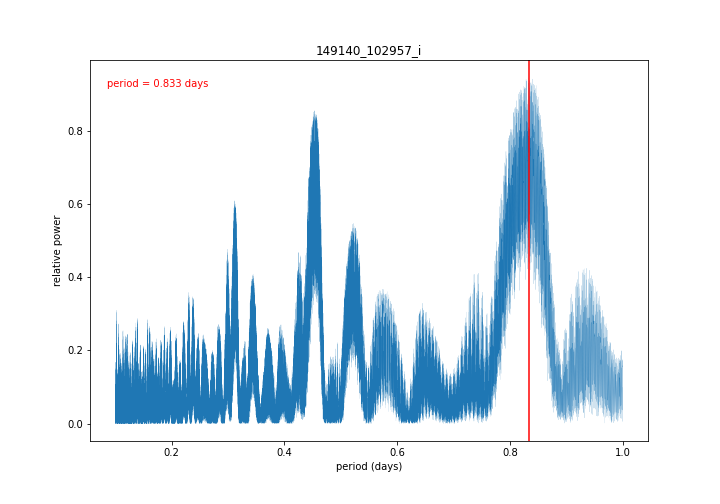 149140_102957_i
period = 0.833 days
relative power
0.8
0.6
0.4
0.2
0.0
0.2 0.4 0.6 0.8 1.0
period (days)